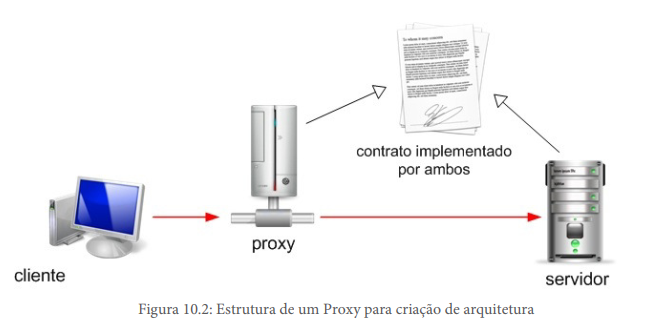 contrato implementado
por ambos
proxy
cliente
servidor
Figura 10.2: Estrutura de um Proxy para criação de arquitetura